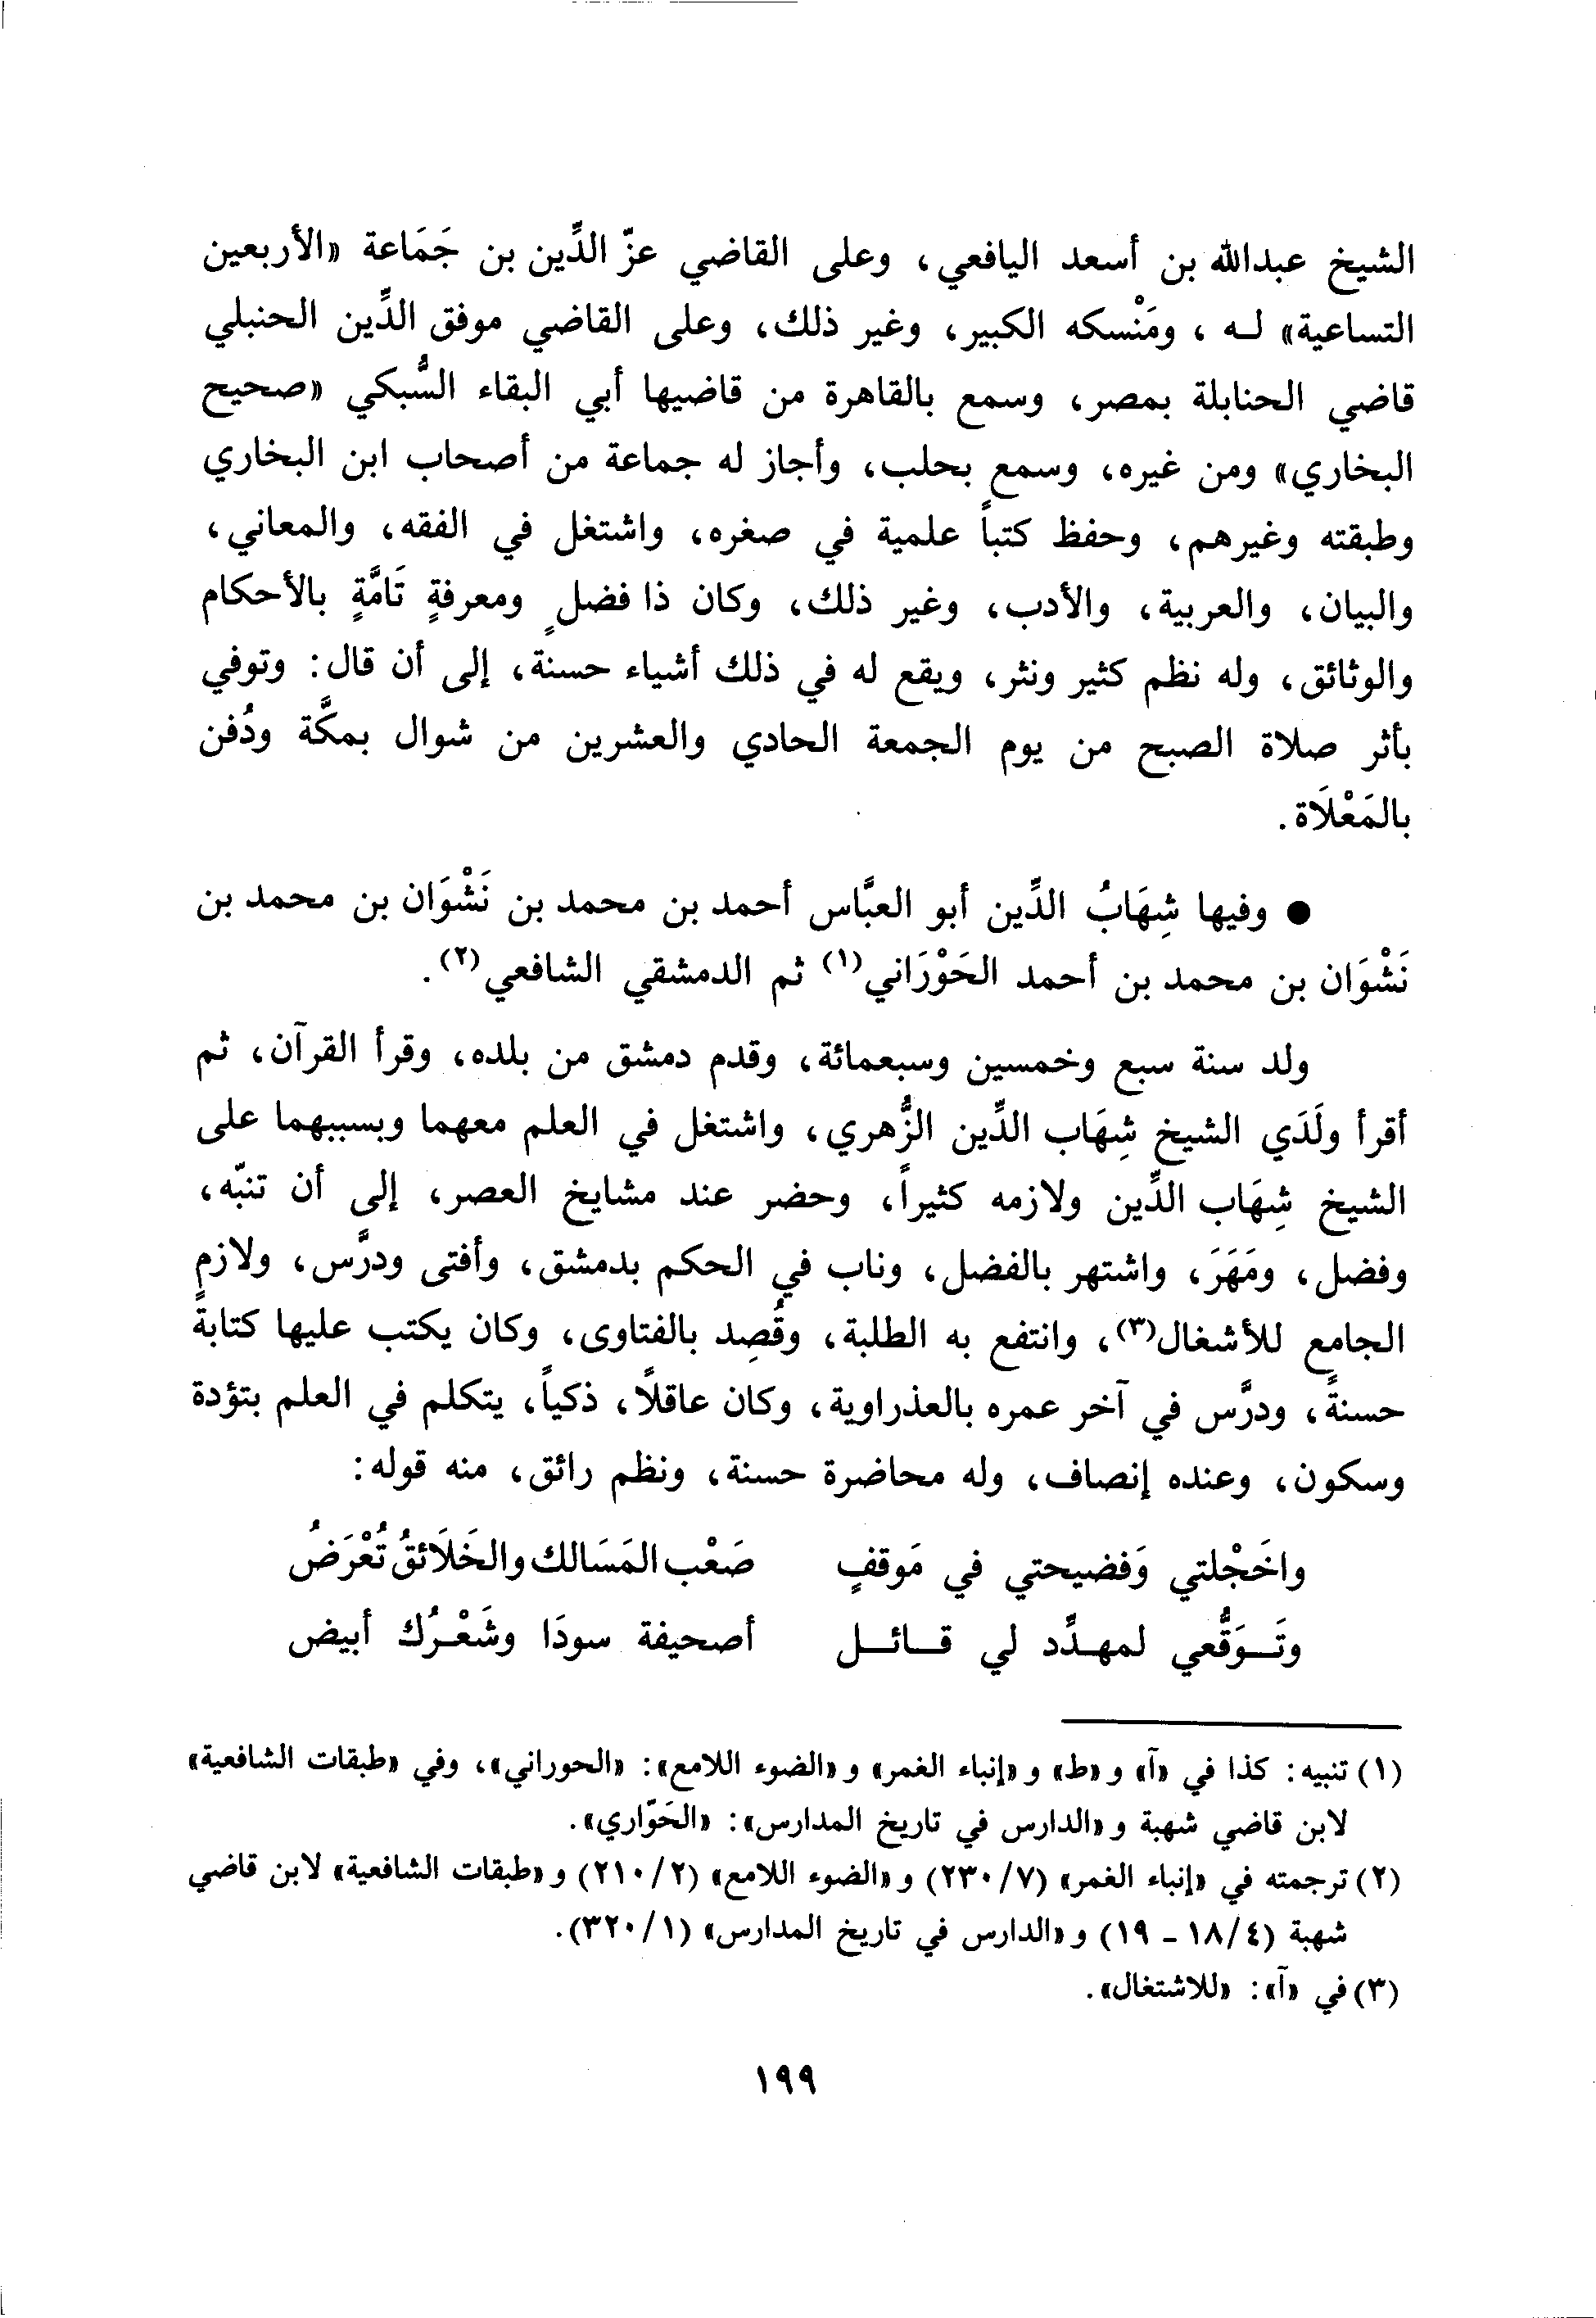 الشيخ عبدالله بن أسعد اليافعي، وعلى القاضي عزّ الدِّين بن جَمَاعة «الأربعين
التساعية» لـه ، ومَنْسكه الكبير، وغير ذلك، وعلى القاضي موفق الدِّين الحنبلي
قاضي الحنابلة بمصر، وسمع بالقاهرة من قاضيها أبي البقاء السُّبكي «صحيح
البخاري» ومن غيره، وسمع بحلب، وأجاز له جماعة من أصحاب ابن البخاري
وطبقته وغيرهم، وحفظ كتباً علمية في صغره، واشتغل في الفقه، والمعاني،
والبيان، والعربية، والأدب، وغير ذلك، وكان ذا فضلٍ ومعرفةٍ تَامَّةٍ بالأحكام
والوثائق، وله نظم كثير ونثر، ويقع له في ذلك أشياء حسنة، إلى أن قال: وتوفي
بأثر صلاة الصبح من يوم الجمعة الحادي والعشرين من شوال بمكَّة ودُفن
بالمَعْلَاة.
● وفيها شِهَابُ الدِّين أبو العبَّاس أحمد بن محمد بن نَشْوَان بن محمد بن
نَشْوَان بن محمد بن أحمد الحَوْرَاني(١) ثم الدمشقي الشافعي(٢).
ولد سنة سبع وخمسين وسبعمائة، وقدم دمشق من بلده، وقرأ القرآن، ثم
أقرأ ولَدَي الشيخ شِهَاب الدِّين الزُّهري، واشتغل في العلم معهما وبسببهما على
الشيخ شِهَاب الدِّين ولازمه كثيراً، وحضر عند مشايخ العصر، إلى أن تنبّه،
وفضل، ومَهَرَ، واشتهر بالفضل، وناب في الحكم بدمشق، وأفتى ودرَّس، ولازم
الجامع للأشغال(٣)، وانتفع به الطلبة، وقُصِد بالفتاوى، وكان يكتب عليها كتابةً
حسنةً، ودرَّس في آخر عمره بالعذراوية، وكان عاقلًا، ذكياً، يتكلم في العلم بتؤدة
وسكون، وعنده إنصاف، وله محاضرة حسنة، ونظم رائق، منه قوله:
واخَجْلتي وَفضيحتي في مَوقفٍ صَعْب المَسَالك والخَلَائقُ تُعْرَضُ
وتَـوَقُّعي لمهـدِّد لي قـائـل أصحيفة سودَا وشَعْـرُك أبيض
(١) تنبيه: كذا في «آ» و«ط» و«إنباء الغمر» و«الضوء اللامع»: «الحوراني»، وفي «طبقات الشافعية»
لابن قاضي شهبة و«الدارس في تاريخ المدارس»: «الحَوّاري».
(٢) ترجمته في «إنباء الغمر» (٧/ ٢٣٠) و«الضوء اللامع» (٢/ ٢١٠) و«طبقات الشافعية» لابن قاضي
شهبة (٤/ ١٨ - ١٩) و«الدارس في تاريخ المدارس» (١/ ٣٢٠).
(٣) في «آ»: «للاشتغال».
١٩٩